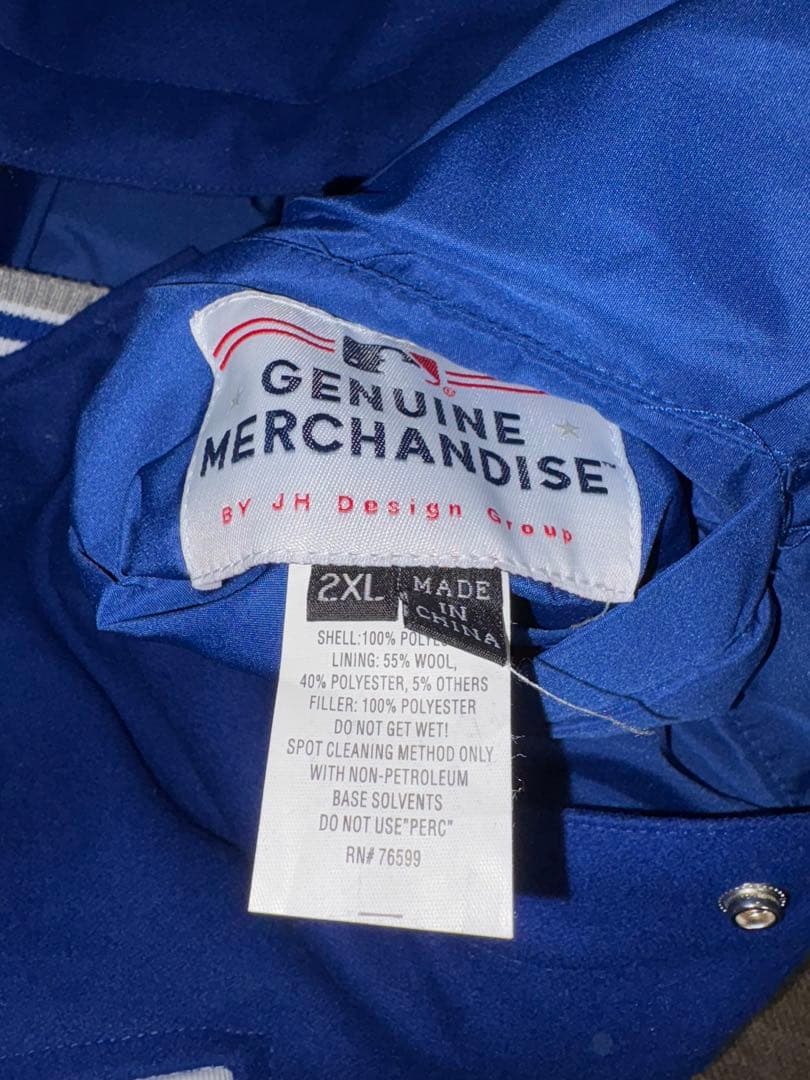 GENUINE
MERCHANDISE™
BY JH Design Group
2XL
MADE
IN
CHINA
SHELL:100%
LINING: 55% WOOL,
40% POLYESTER, 5% OTHERS
FILLER: 100% POLYESTER
DO NOT GET WET!
SPOT CLEANING METHOD ONLY
WITH NON-PETROLEUM
BASE SOLVENTS
DO NOT USE"PERC"
RN# 76599